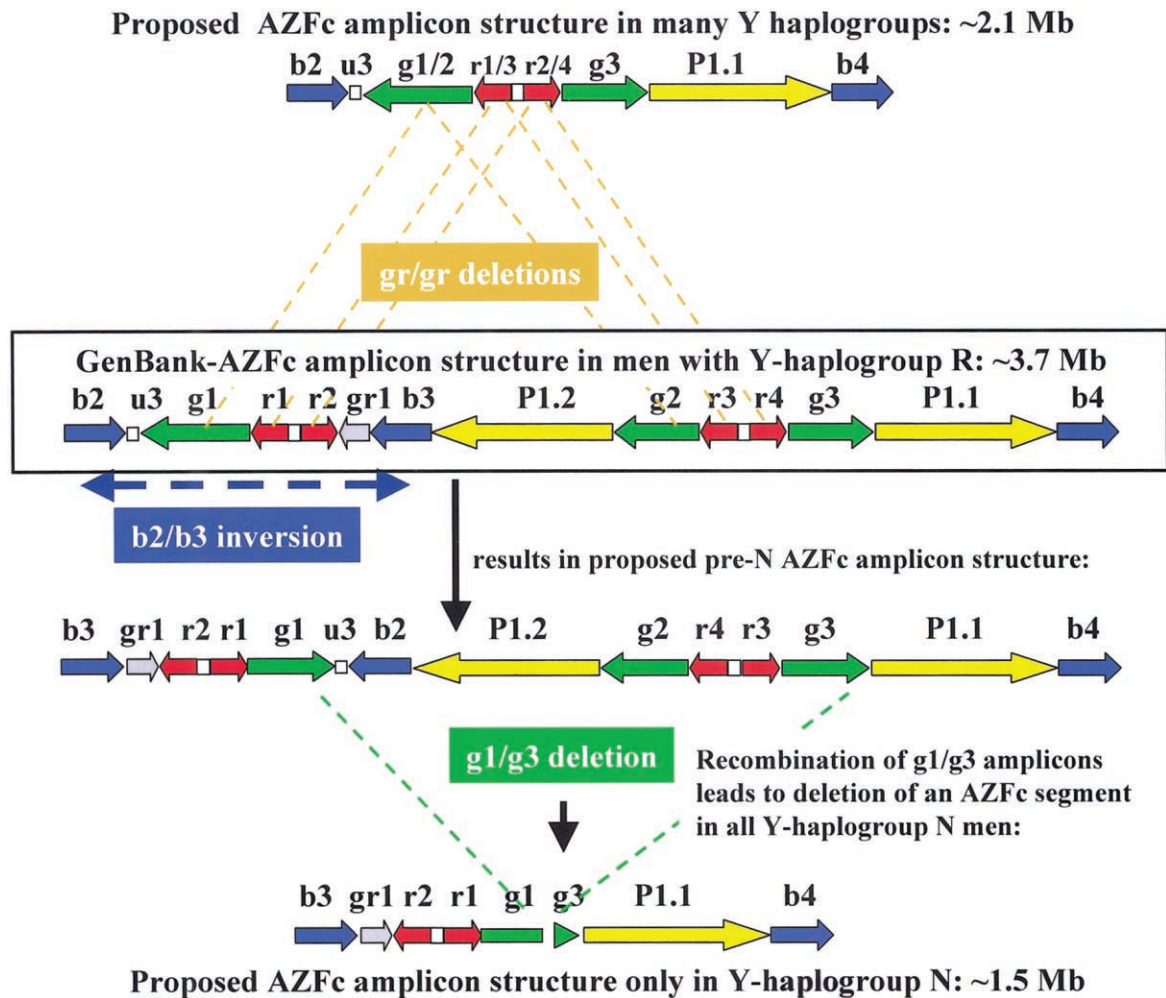 Proposed AZFc amplicon structure in many Y haplogroups: ~2.1 Mb
b2 u3 g1/2 r1/3 r2/4 g3 P1.1 b4
gr/gr deletions
GenBank-AZFc amplicon structure in men with Y-haplogroup R: ~3.7 Mb
b2 u3 g1 r1 r2 gr1 b3 P1.2 g2 r3 r4 g3 P1.1 b4
b2/b3 inversion
results in proposed pre-N AZFc amplicon structure:
b3 gr1 r2 r1 g1 u3 b2 P1.2 g2 r4 r3 g3 P1.1 b4
g1/g3 deletion
Recombination of g1/g3 amplicons
leads to deletion of an AZFc segment
in all Y-haplogroup N men:
b3 gr1 r2 r1 g1 g3 P1.1 b4
Proposed AZFc amplicon structure only in Y-haplogroup N: ~1.5 Mb